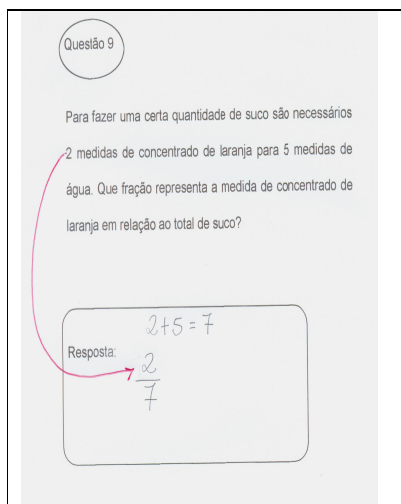 Questão 9
Para fazer uma certa quantidade de suco são necessários
2 medidas de concentrado de laranja para 5 medidas de
água. Que fração representa a medida de concentrado de
laranja em relação ao total de suco?
2+5=7
Resposta:
2
7